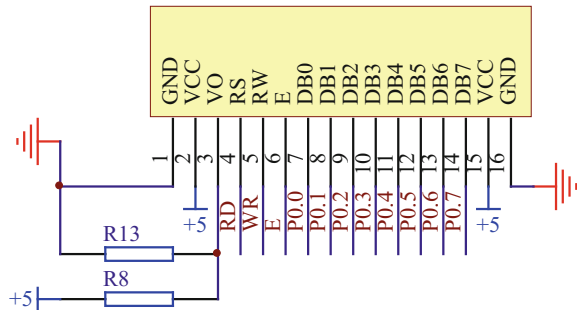 GND VCC VO RS RW E DB0 DB1 DB2 DB3 DB4 DB5 DB6 DB7 VCC GND
1 2 3 4 5 6 7 8 9 10 11 12 13 14 15 16
RD WR E P0.0 P0.1 P0.2 P0.3 P0.4 P0.5 P0.6 P0.7
+5 +5
R13
R8
+5